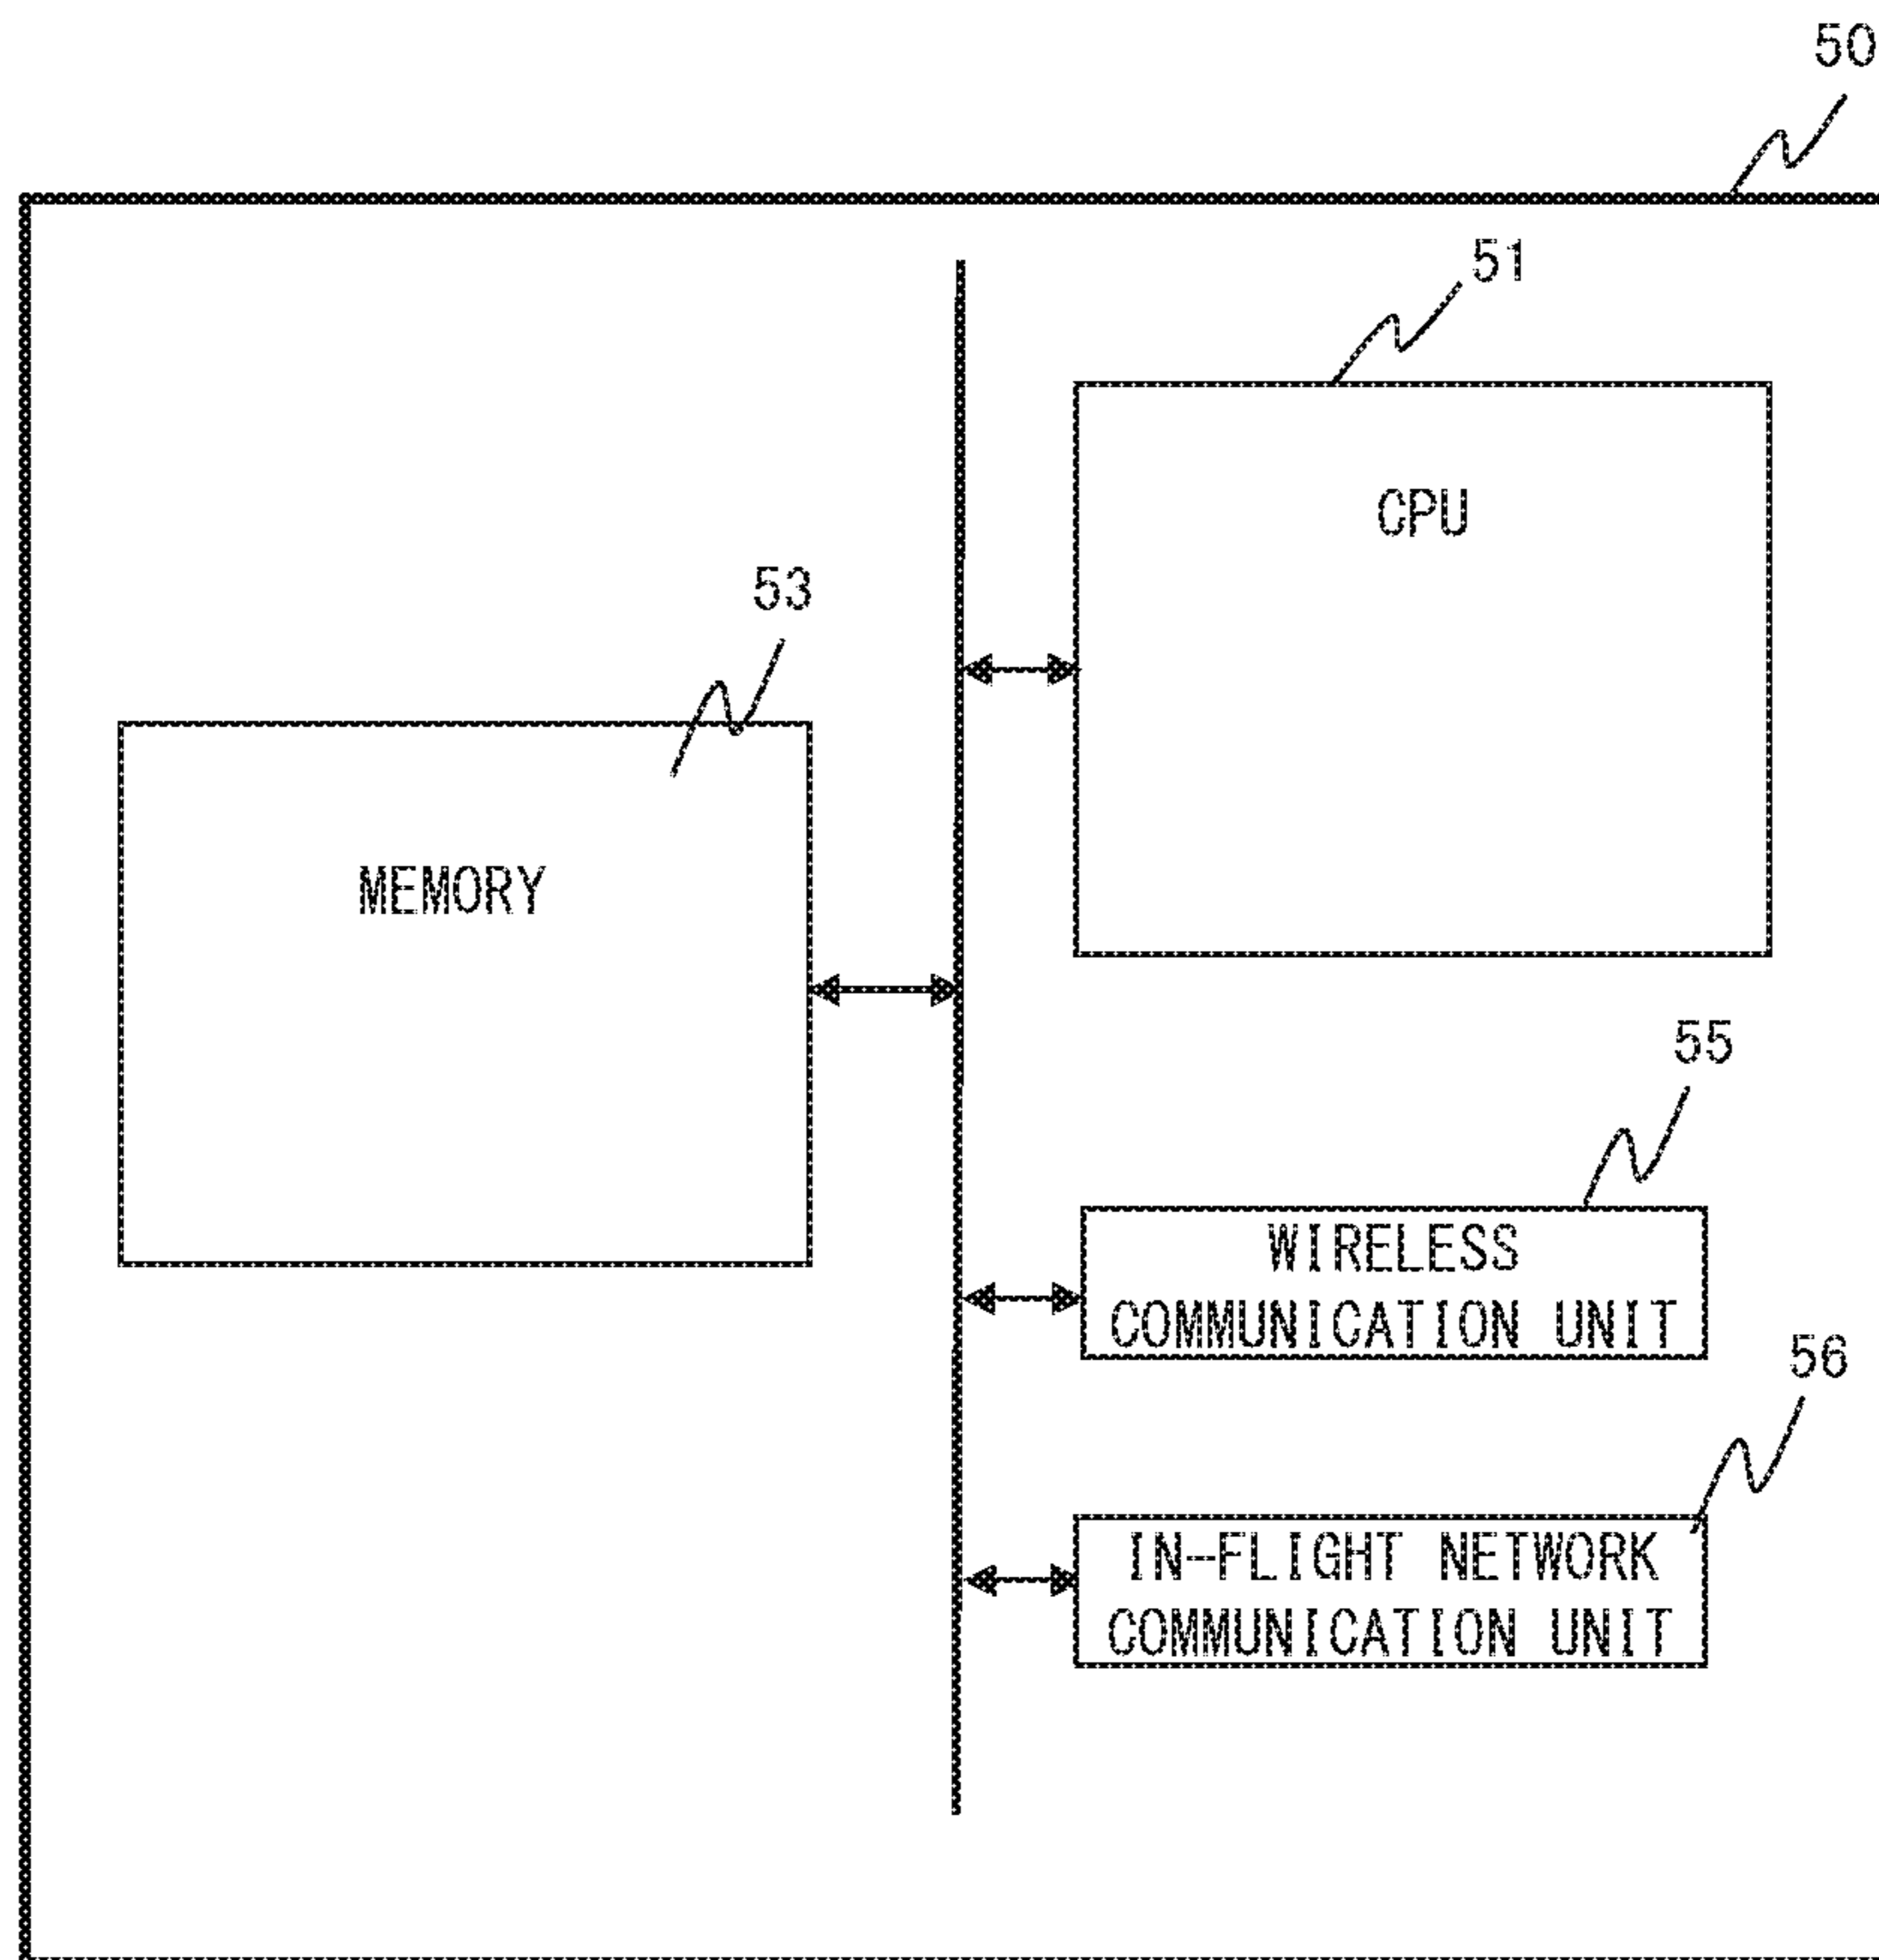 50
51
CPU
53
MEMORY
55
WIRELESS
COMMUNICATION UNIT
56
IN-FLIGHT NETWORK
COMMUNICATION UNIT